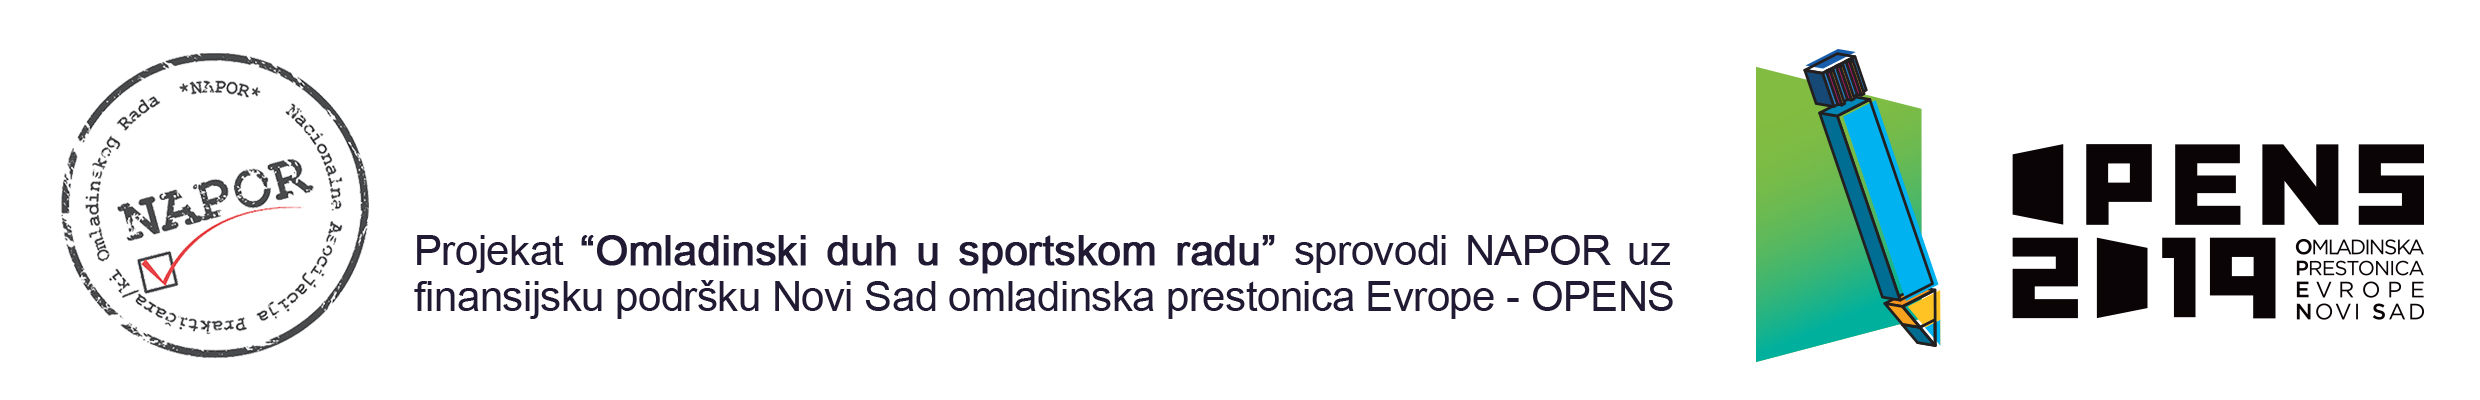 *NAPOR*
Nacionalna Asocijacija Praktičara/ki Omladinskog Rada
NAPOR
Projekat “Omladinski duh u sportskom radu” sprovodi NAPOR uz
finansijsku podršku Novi Sad omladinska prestonica Evrope - OPENS
OPENS
2019
OMLADINSKA
PRESTONICA
EVROPE
NOVI SAD